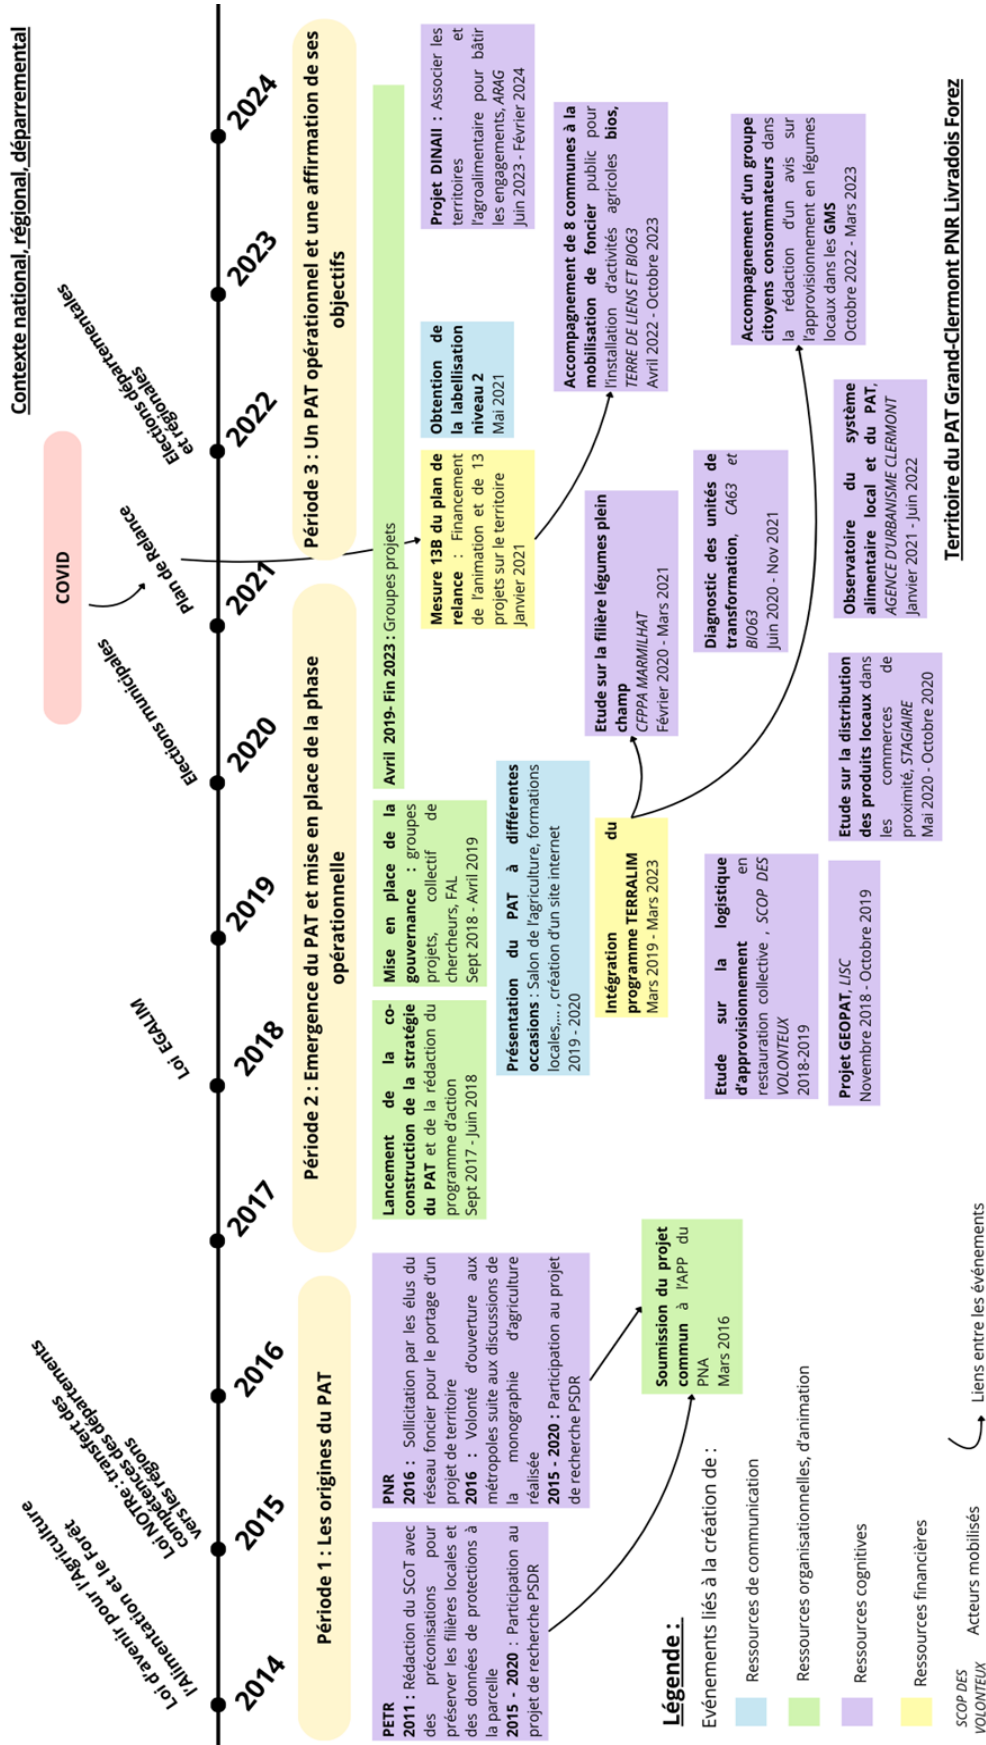 Contexte national, régional, départemental
COVID
Loi d'avenir pour l'Agriculture
l'Alimentation et le Forêt
Loi NOTRe : transfert des
compétences des départements
vers les régions
Loi EGALIM
Elections municipales
Plan de Relance
Elections départementales
et régionales
2014
2015
2016
2017
2018
2019
2020
2021
2022
2023
2024
Période 1 : Les origines du PAT
Période 2 : Emergence du PAT et mise en place de la phase
opérationnelle
Période 3 : Un PAT opérationnel et une affirmation de ses
objectifs
PETR
2011 : Rédaction du SCoT avec
des préconisations pour
préserver les filières locales et
des données de protections à
la parcelle
2015 - 2020 : Participation au
projet de recherche PSDR
PNR
2016 : Sollicitation par les élus du
réseau foncier pour le portage d'un
projet de territoire
2016 : Volonté d'ouverture aux
métropoles suite aux discussions de
la monographie d'agriculture
réalisée
2015 - 2020 : Participation au projet
de recherche PSDR
Soumission du projet
commun à l'APP du
PNA
Mars 2016
Lancement de la co-
construction de la stratégie
du PAT et de la rédaction du
programme d'action
Sept 2017 - Juin 2018
Mise en place de la
gouvernance : groupes
projets, collectif de
chercheurs, FAL
Sept 2018 - Avril 2019
Avril 2019- Fin 2023 : Groupes projets
Présentation du PAT à différentes
occasions : Salon de l'agriculture, formations
locales,... , création d'un site internet
2019 - 2020
Intégration du
programme TERRALIM
Mars 2019 - Mars 2023
Etude sur la logistique
d'approvisionnement en
restauration collective , SCOP DES
VOLONTEUX
2018-2019
Projet GEOPAT, LISC
Novembre 2018 - Octobre 2019
Mesure 13B du plan de
relance : Financement
de l'animation et de 13
projets sur le territoire
Janvier 2021
Obtention de
la labellisation
niveau 2
Mai 2021
Projet DINAII : Associer les
territoires et
l'agroalimentaire pour bâtir
les engagements, ARAG
Juin 2023 - Février 2024
Etude sur la filière légumes plein
champ
CFPPA MARMILHAT
Février 2020 - Mars 2021
Accompagnement de 8 communes à la
mobilisation de foncier public pour
l'installation d'activités agricoles bios,
TERRE DE LIENS ET BIO63
Avril 2022 - Octobre 2023
Diagnostic des unités de
transformation, CA63 et
BIO63
Juin 2020 - Nov 2021
Accompagnement d'un groupe
citoyens consommateurs dans
la rédaction d'un avis sur
l'approvisionnement en légumes
locaux dans les GMS
Octobre 2022 - Mars 2023
Etude sur la distribution
des produits locaux dans
les commerces de
proximité, STAGIAIRE
Mai 2020 - Octobre 2020
Observatoire du système
alimentaire local et du PAT,
AGENCE D'URBANISME CLERMONT
Janvier 2021 - Juin 2022
Territoire du PAT Grand-Clermont PNR Livradois Forez
Légende :
Evénements liés à la création de :
Ressources de communication
Ressources organisationnelles, d'animation
Ressources cognitives
Ressources financières
SCOP DES
VOLONTEUX
Acteurs mobilisés
Liens entre les événements